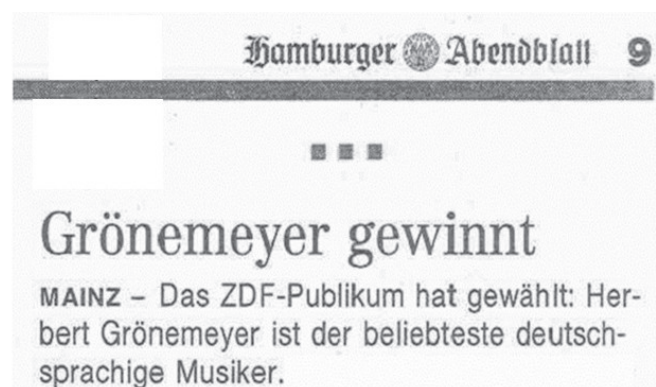 Hamburger Abendblatt 9
Grönemeyer gewinnt
MAINZ – Das ZDF-Publikum hat gewählt: Her-
bert Grönemeyer ist der beliebteste deutsch-
sprachige Musiker.